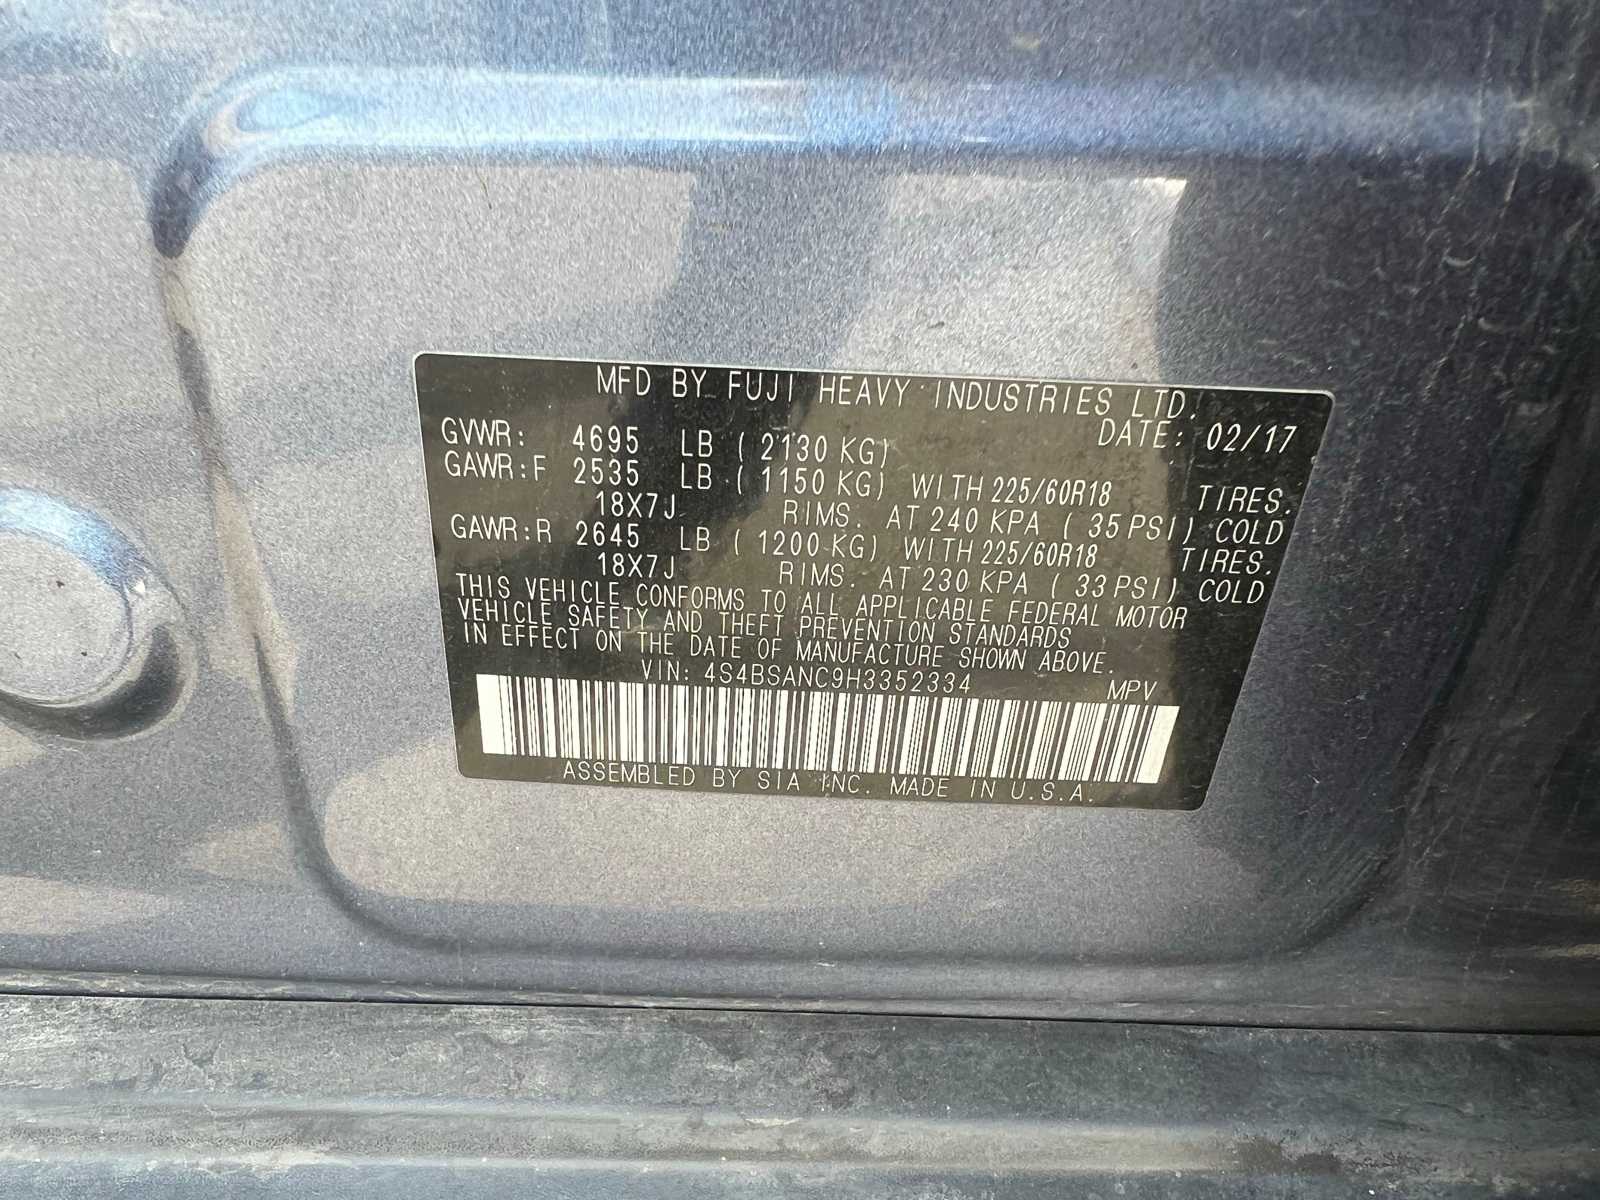 MFD BY FUJI HEAVY INDUSTRIES LTD.
DATE: 02/17
GVWR: 4695 LB ( 2130 KG)
GAWR:F 2535 LB ( 1150 KG) WITH 225/60R18 TIRES.
18X7J RIMS. AT 240 KPA ( 35 PSI) COLD
GAWR:R 2645 LB ( 1200 KG) WITH 225/60R18 TIRES.
18X7J RIMS. AT 230 KPA ( 33 PSI) COLD
THIS VEHICLE CONFORMS TO ALL APPLICABLE FEDERAL MOTOR
VEHICLE SAFETY AND THEFT PREVENTION STANDARDS
IN EFFECT ON THE DATE OF MANUFACTURE SHOWN ABOVE.
VIN: 4S4BSANC9H3352334 MPV
ASSEMBLED BY SIA INC. MADE IN U.S.A.